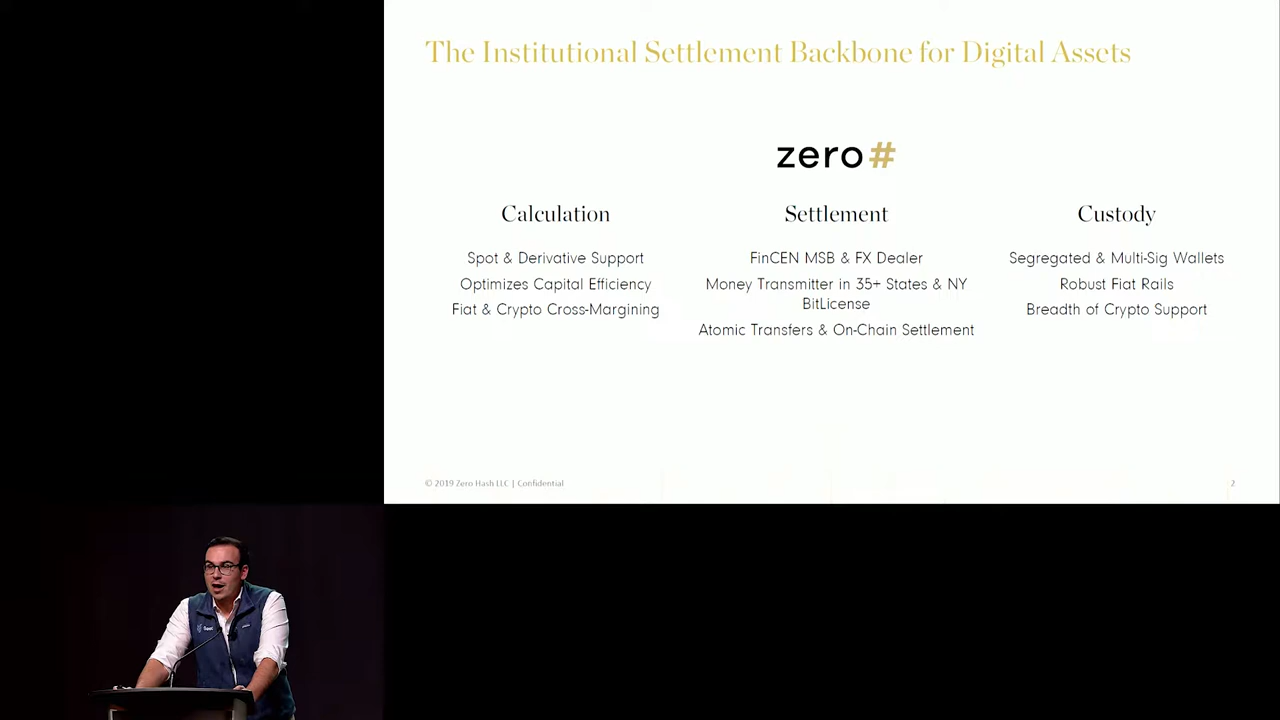 The Institutional Settlement Backbone for Digital Assets
zero#
Calculation
Spot & Derivative Support
Optimizes Capital Efficiency
Fiat & Crypto Cross-Margining
Settlement
FinCEN MSB & FX Dealer
Money Transmitter in 35+ States & NY
BitLicense
Atomic Transfers & On-Chain Settlement
Custody
Segregated & Multi-Sig Wallets
Robust Fiat Rails
Breadth of Crypto Support
© 2019 Zero Hash LLC | Confidential
2